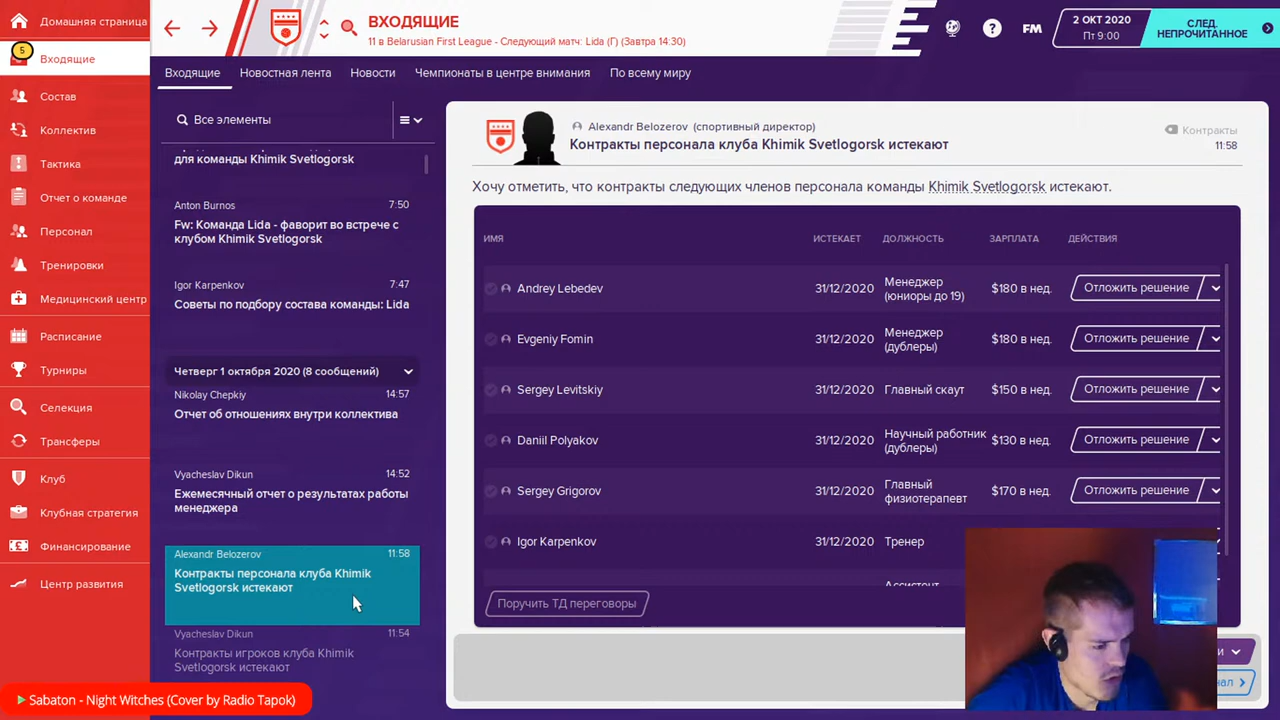 Домашняя страница
5
Входящие
Состав
Коллектив
Тактика
Отчет о команде
Персонал
Тренировки
Медицинский центр
Расписание
Турниры
Селекция
Трансферы
Клуб
Клубная стратегия
Финансирование
Центр развития
ВХОДЯЩИЕ
11 в Belarusian First League - Следующий матч: Lida (Г) (Завтра 14:30)
?
FM
2 ОКТ 2020
Пт 9:00
СЛЕД. НЕПРОЧИТАННОЕ
Входящие
Новостная лента
Новости
Чемпионаты в центре внимания
По всему миру
Все элементы
для команды Khimik Svetlogorsk
Anton Burnos 7:50
Fw: Команда Lida - фаворит во встрече с
клубом Khimik Svetlogorsk
Igor Karpenkov 7:47
Советы по подбору состава команды: Lida
Четверг 1 октября 2020 (8 сообщений)
Nikolay Chepkiy 14:57
Отчет об отношениях внутри коллектива
Vyacheslav Dikun 14:52
Ежемесячный отчет о результатах работы
менеджера
Alexandr Belozerov 11:58
Контракты персонала клуба Khimik
Svetlogorsk истекают
Vyacheslav Dikun 11:54
Контракты игроков клуба Khimik
Svetlogorsk истекают
Alexandr Belozerov (спортивный директор)
Контракты персонала клуба Khimik Svetlogorsk истекают
Контракты
11:58
Хочу отметить, что контракты следующих членов персонала команды Khimik Svetlogorsk истекают.
ИМЯ ИСТЕКАЕТ ДОЛЖНОСТЬ ЗАРПЛАТА ДЕЙСТВИЯ
Andrey Lebedev 31/12/2020 Менеджер (юниоры до 19) $180 в нед. Отложить решение
Evgeniy Fomin 31/12/2020 Менеджер (дублеры) $180 в нед. Отложить решение
Sergey Levitskiy 31/12/2020 Главный скаут $150 в нед. Отложить решение
Daniil Polyakov 31/12/2020 Научный работник (дублеры) $130 в нед. Отложить решение
Sergey Grigorov 31/12/2020 Главный физиотерапевт $170 в нед. Отложить решение
Igor Karpenkov 31/12/2020 Тренер
Ассистент
Поручить ТД переговоры
Sabaton - Night Witches (Cover by Radio Tapok)